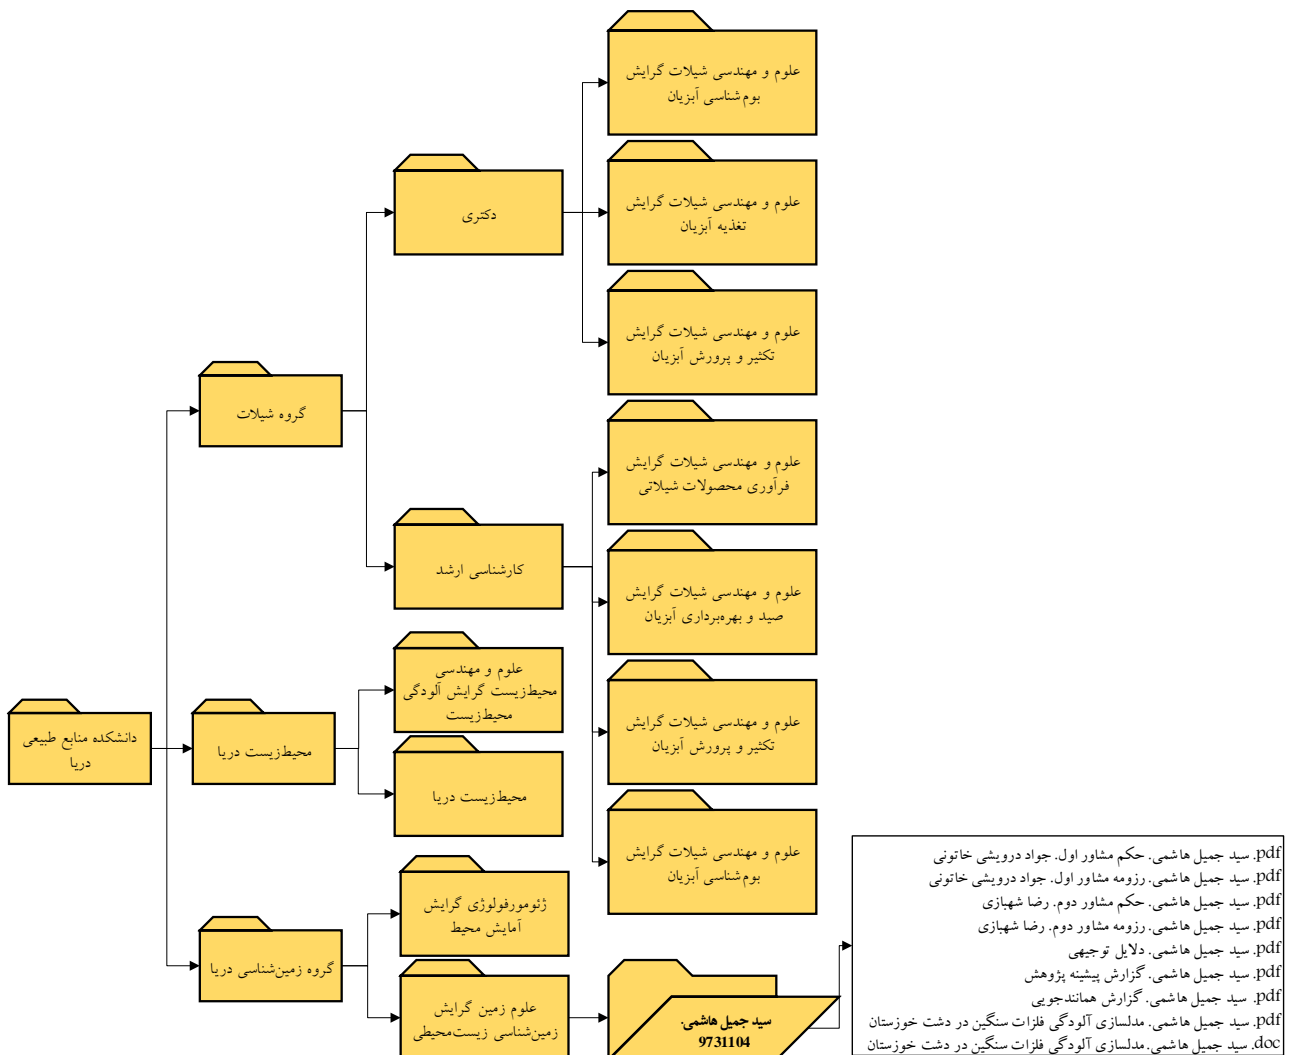 دانشکده منابع طبیعی
دریا
گروه شیلات
دکتری
علوم و مهندسی شیلات گرایش
بوم‌شناسی آبزیان
علوم و مهندسی شیلات گرایش
تغذیه آبزیان
علوم و مهندسی شیلات گرایش
تکثیر و پرورش آبزیان
کارشناسی ارشد
علوم و مهندسی شیلات گرایش
فرآوری محصولات شیلاتی
علوم و مهندسی شیلات گرایش
صید و بهره‌برداری آبزیان
علوم و مهندسی شیلات گرایش
تکثیر و پرورش آبزیان
علوم و مهندسی شیلات گرایش
بوم‌شناسی آبزیان
محیط‌زیست دریا
علوم و مهندسی
محیط‌زیست گرایش آلودگی
محیط‌زیست
محیط‌زیست دریا
گروه زمین‌شناسی دریا
ژئومورفولوژی گرایش
آمایش محیط
علوم زمین گرایش
زمین‌شناسی زیست‌محیطی
سید جمیل هاشمی.
9731104
pdf. سید جمیل هاشمی. حکم مشاور اول. جواد درویشی خاتونی
pdf. سید جمیل هاشمی. رزومه مشاور اول. جواد درویشی خاتونی
pdf. سید جمیل هاشمی. حکم مشاور دوم. رضا شهبازی
pdf. سید جمیل هاشمی. رزومه مشاور دوم. رضا شهبازی
pdf. سید جمیل هاشمی. دلایل توجیهی
pdf. سید جمیل هاشمی. گزارش پیشینه پژوهش
pdf. سید جمیل هاشمی. گزارش همانندجویی
pdf. سید جمیل هاشمی. مدلسازی آلودگی فلزات سنگین در دشت خوزستان
doc. سید جمیل هاشمی. مدلسازی آلودگی فلزات سنگین در دشت خوزستان